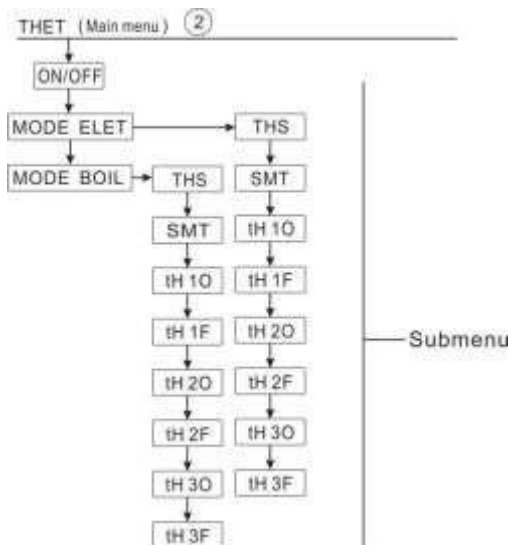 THET (Main menu) 2
ON/OFF
MODE ELET THS
MODE BOIL THS SMT
SMT tH 1O
tH 1O tH 1F
tH 1F tH 2O
Submenu
tH 2O tH 2F
tH 2F tH 3O
tH 3O tH 3F
tH 3F